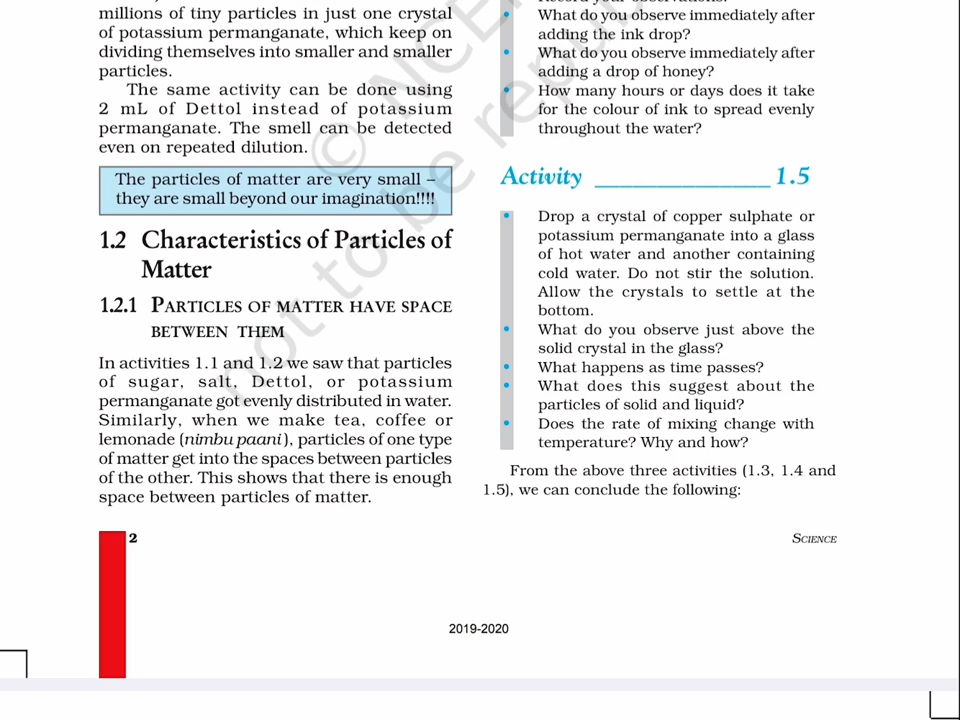 millions of tiny particles in just one crystal
of potassium permanganate, which keep on
dividing themselves into smaller and smaller
particles.
The same activity can be done using
2 mL of Dettol instead of potassium
permanganate. The smell can be detected
even on repeated dilution.
The particles of matter are very small –
they are small beyond our imagination!!!!
1.2 Characteristics of Particles of
Matter
1.2.1 PARTICLES OF MATTER HAVE SPACE
BETWEEN THEM
In activities 1.1 and 1.2 we saw that particles
of sugar, salt, Dettol, or potassium
permanganate got evenly distributed in water.
Similarly, when we make tea, coffee or
lemonade (nimbu paani), particles of one type
of matter get into the spaces between particles
of the other. This shows that there is enough
space between particles of matter.
• What do you observe immediately after
adding the ink drop?
• What do you observe immediately after
adding a drop of honey?
• How many hours or days does it take
for the colour of ink to spread evenly
throughout the water?
Activity ______________ 1.5
• Drop a crystal of copper sulphate or
potassium permanganate into a glass
of hot water and another containing
cold water. Do not stir the solution.
Allow the crystals to settle at the
bottom.
• What do you observe just above the
solid crystal in the glass?
• What happens as time passes?
• What does this suggest about the
particles of solid and liquid?
• Does the rate of mixing change with
temperature? Why and how?
From the above three activities (1.3, 1.4 and
1.5), we can conclude the following:
2
SCIENCE
2019-2020
not to be